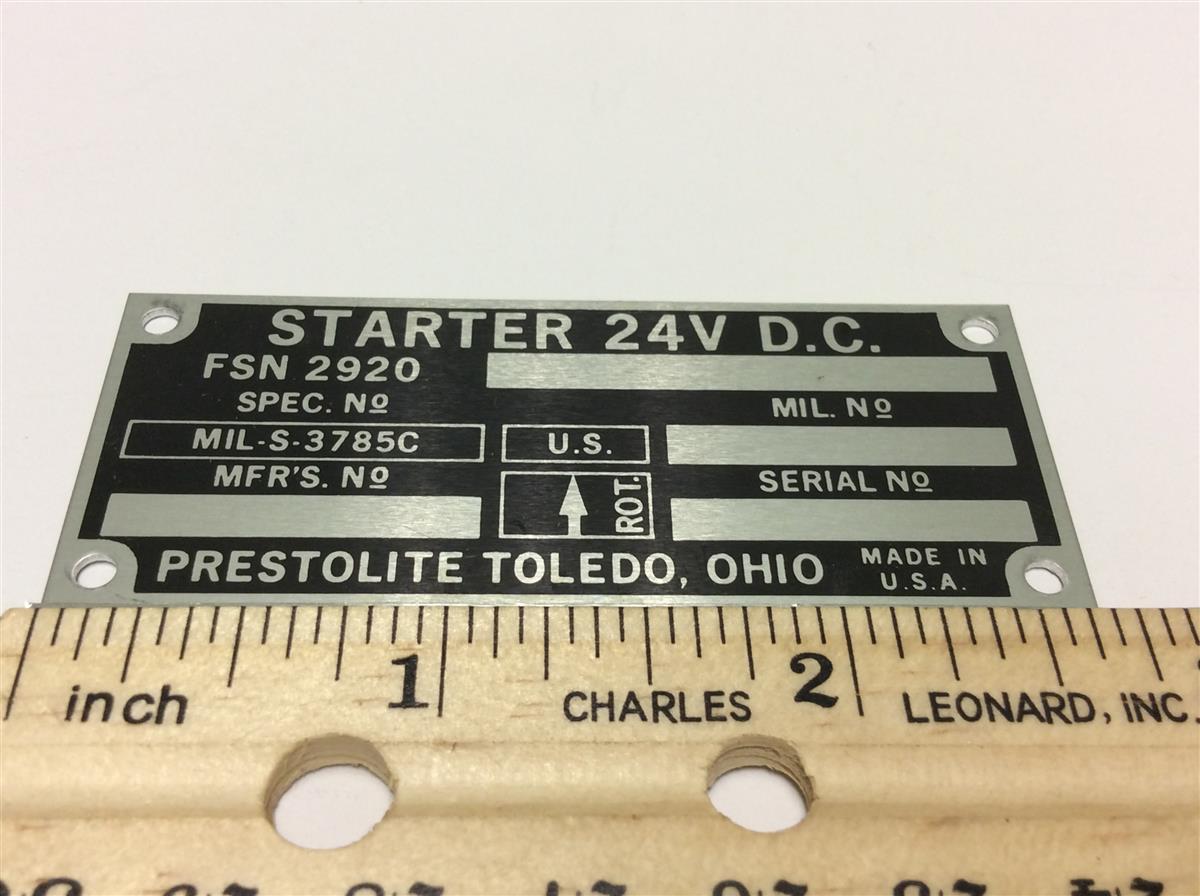 STARTER 24V D.C.
FSN 2920
SPEC. Nº
MIL. Nº
MIL-S-3785C
U.S.
MFR'S. Nº
ROT.
SERIAL Nº
PRESTOLITE TOLEDO, OHIO
MADE IN
U.S.A.
1
2
inch
CHARLES
LEONARD, INC.